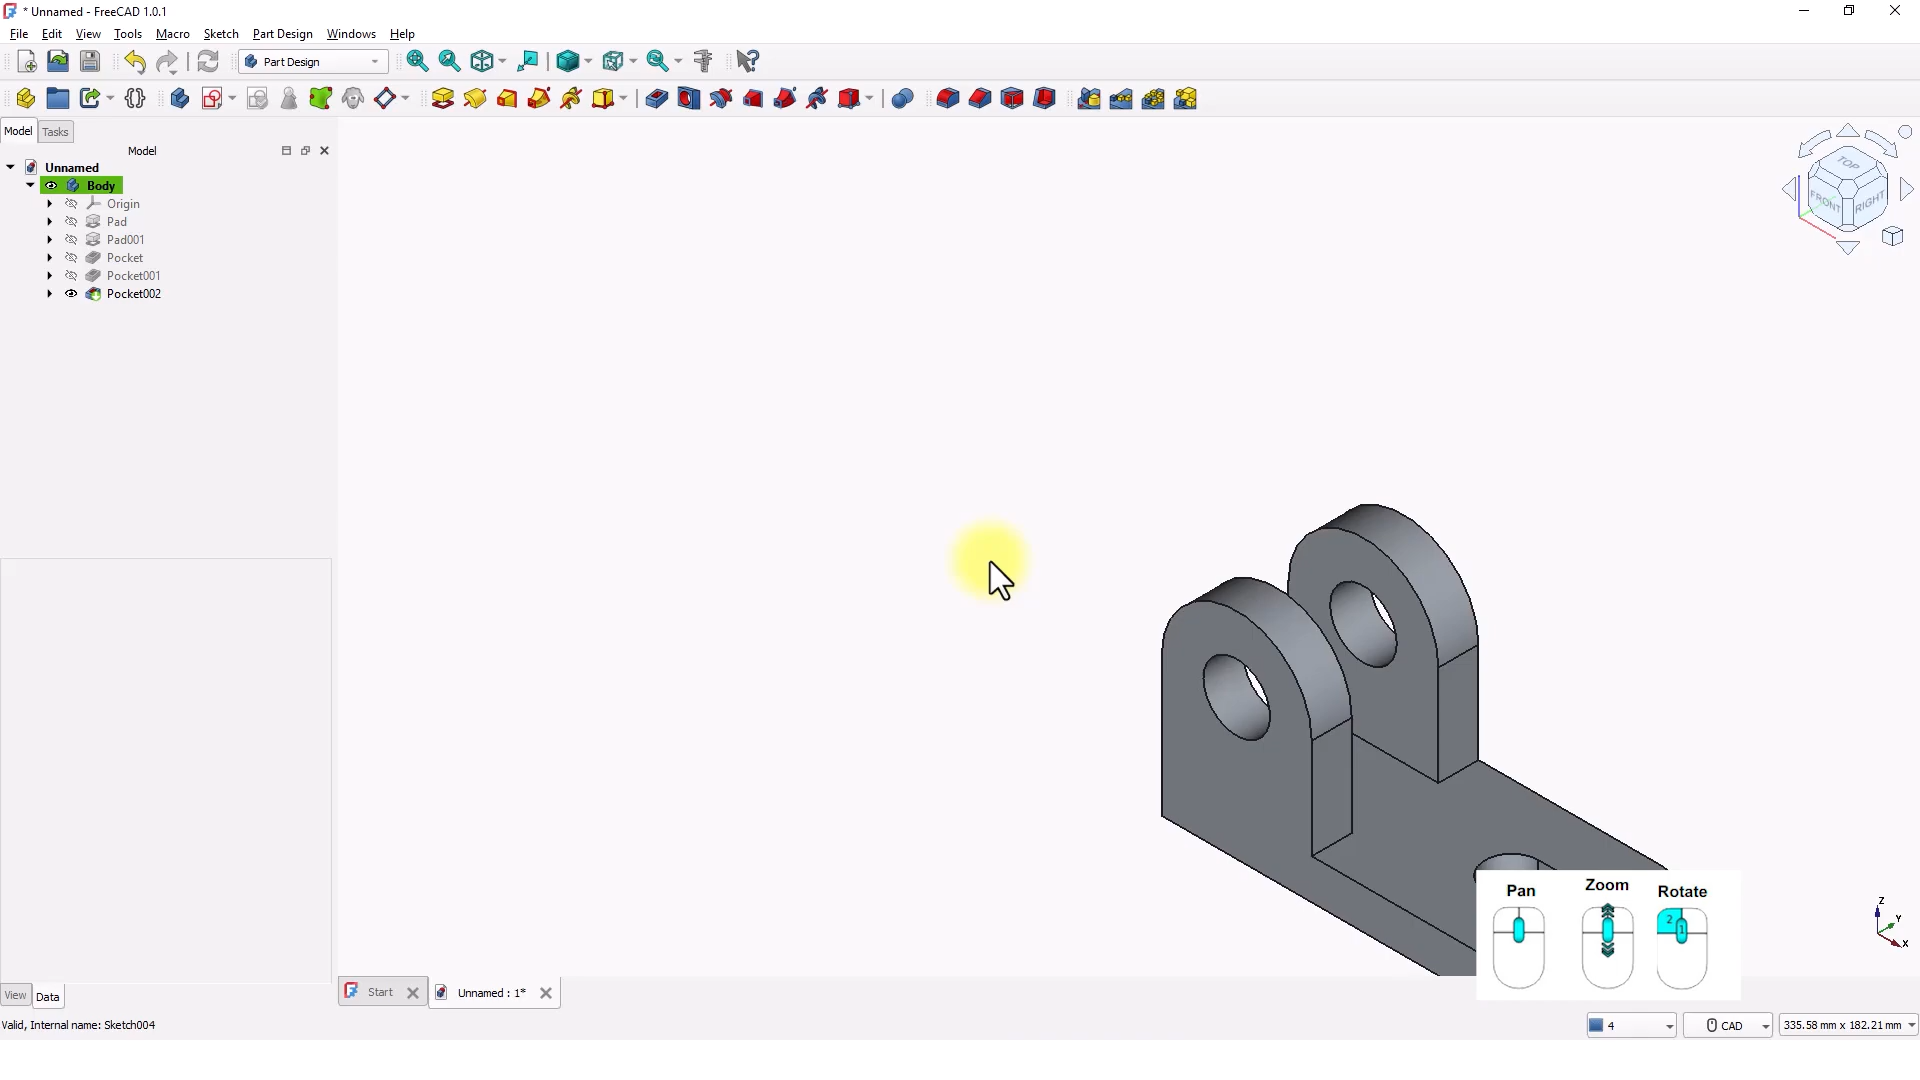 * Unnamed - FreeCAD 1.0.1
File Edit View Tools Macro Sketch Part Design Windows Help
Part Design
Model Tasks
Model
Unnamed
Body
Origin
Pad
Pad001
Pocket
Pocket001
Pocket002
TOP
FRONT
RIGHT
Pan
Zoom
Rotate
2
1
Z
Y
X
View Data
Start
Unnamed : 1*
Valid, Internal name: Sketch004
4
CAD
335.58 mm x 182.21 mm